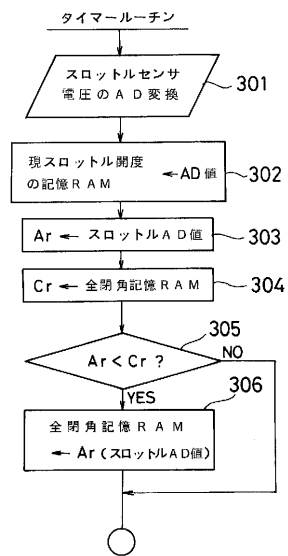 タイマールーチン
スロットルセンサ
電圧のAD変換
301
現スロットル開度
の記憶RAM ←AD値
302
Ar ← スロットルAD値
303
Cr ← 全閉角記憶RAM
304
305
Ar < Cr ?
NO
YES
306
全閉角記憶RAM
← Ar (スロットルAD値)